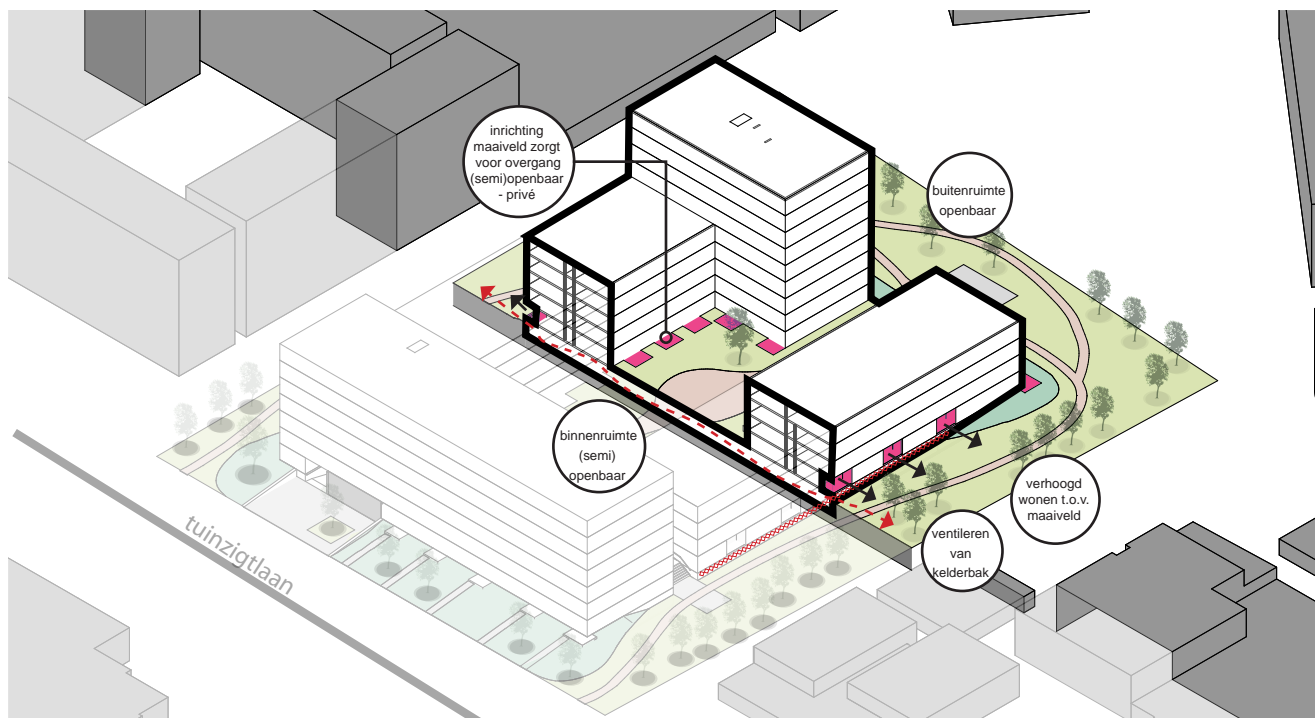 inrichting
maaiveld zorgt
voor overgang
(semi)openbaar
- privé
buitenruimte
openbaar
binnenruimte
(semi)
openbaar
verhoogd
wonen t.o.v.
maaiveld
ventileren
van
kelderbak
tuinzigtlaan